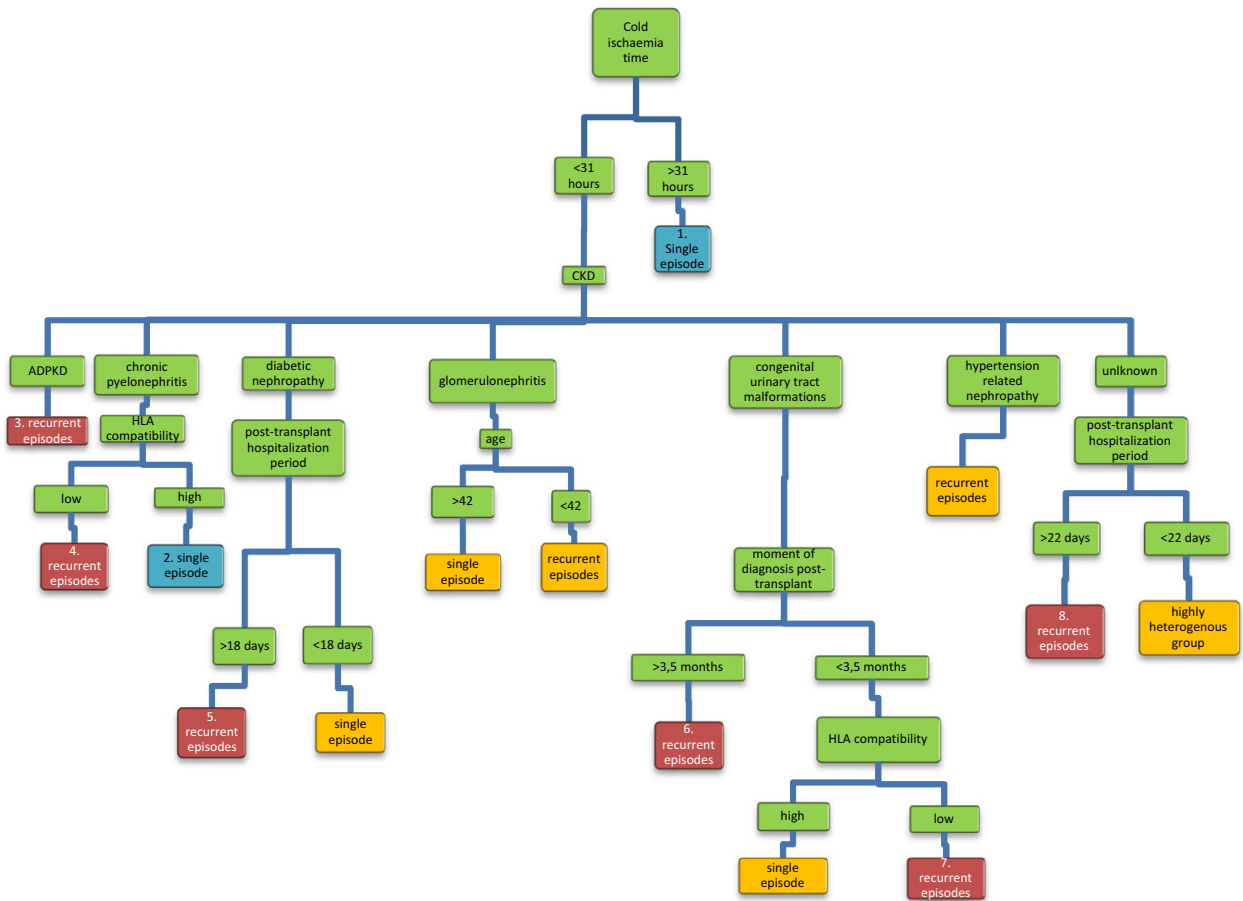 Cold
ischaemia
time
<31
hours
>31
hours
1.
Single
episode
CKD
ADPKD
chronic
pyelonephritis
diabetic
nephropathy
glomerulonephritis
congenital
urinary tract
malformations
hypertension
related
nephropathy
unlknown
3. recurrent
episodes
HLA
compatibility
post-transplant
hospitalization
period
age
post-transplant
hospitalization
period
low
high
>42
<42
recurrent
episodes
>22 days
<22 days
4.
recurrent
episodes
2. single
episode
single
episode
recurrent
episodes
moment of
diagnosis post-
transplant
8.
recurrent
episodes
highly
heterogenous
group
>18 days
<18 days
>3,5 months
<3,5 months
5.
recurrent
episodes
single
episode
6.
recurrent
episodes
HLA compatibility
high
low
single
episode
7.
recurrent
episodes